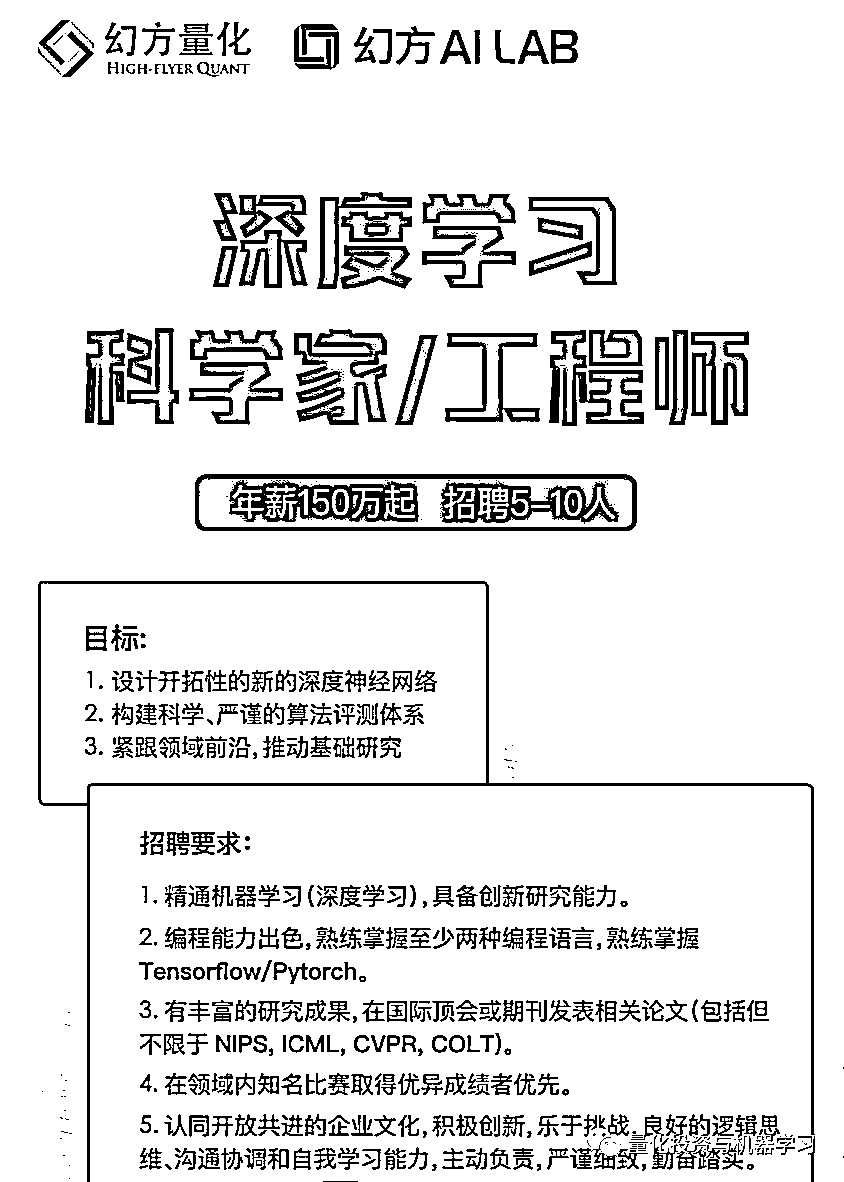 幻方量化 幻方AI LAB
HIGH-FLYER QUANT
深度学习
科学家/工程师
年薪150万起 招聘5-10人
目标:
1. 设计开拓性的新的深度神经网络
2. 构建科学、严谨的算法评测体系
3. 紧跟领域前沿,推动基础研究
招聘要求:
1. 精通机器学习(深度学习),具备创新研究能力。
2. 编程能力出色,熟练掌握至少两种编程语言,熟练掌握
Tensorflow/Pytorch。
3. 有丰富的研究成果,在国际顶会或期刊发表相关论文(包括但
不限于 NIPS, ICML, CVPR, COLT)。
4. 在领域内知名比赛取得优异成绩者优先。
5. 认同开放共进的企业文化,积极创新,乐于挑战,良好的逻辑思
量化投资与机器学习
维、沟通协调和自我学习能力,主动负责,严谨细致,勤奋踏实。